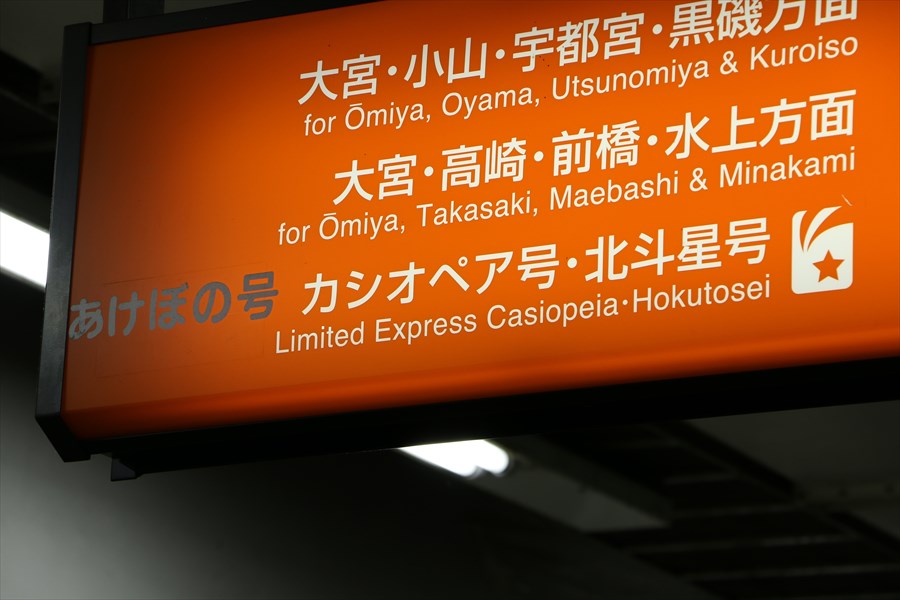 大宮・小山・宇都宮・黒磯方面
for Ōmiya, Oyama, Utsunomiya & Kuroiso
大宮・高崎・前橋・水上方面
for Ōmiya, Takasaki, Maebashi & Minakami
あけぼの号 カシオペア号・北斗星号
Limited Express Casiopeia・Hokutosei